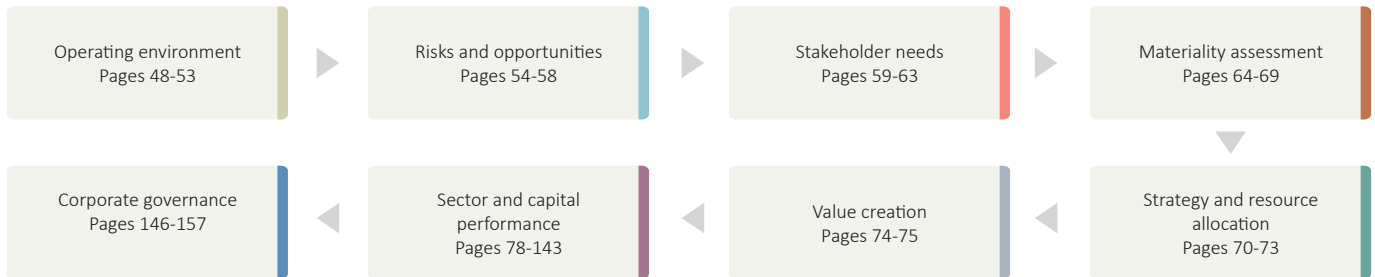 Operating environment
Pages 48-53
Risks and opportunities
Pages 54-58
Stakeholder needs
Pages 59-63
Materiality assessment
Pages 64-69
Strategy and resource
allocation
Pages 70-73
Value creation
Pages 74-75
Sector and capital
performance
Pages 78-143
Corporate governance
Pages 146-157